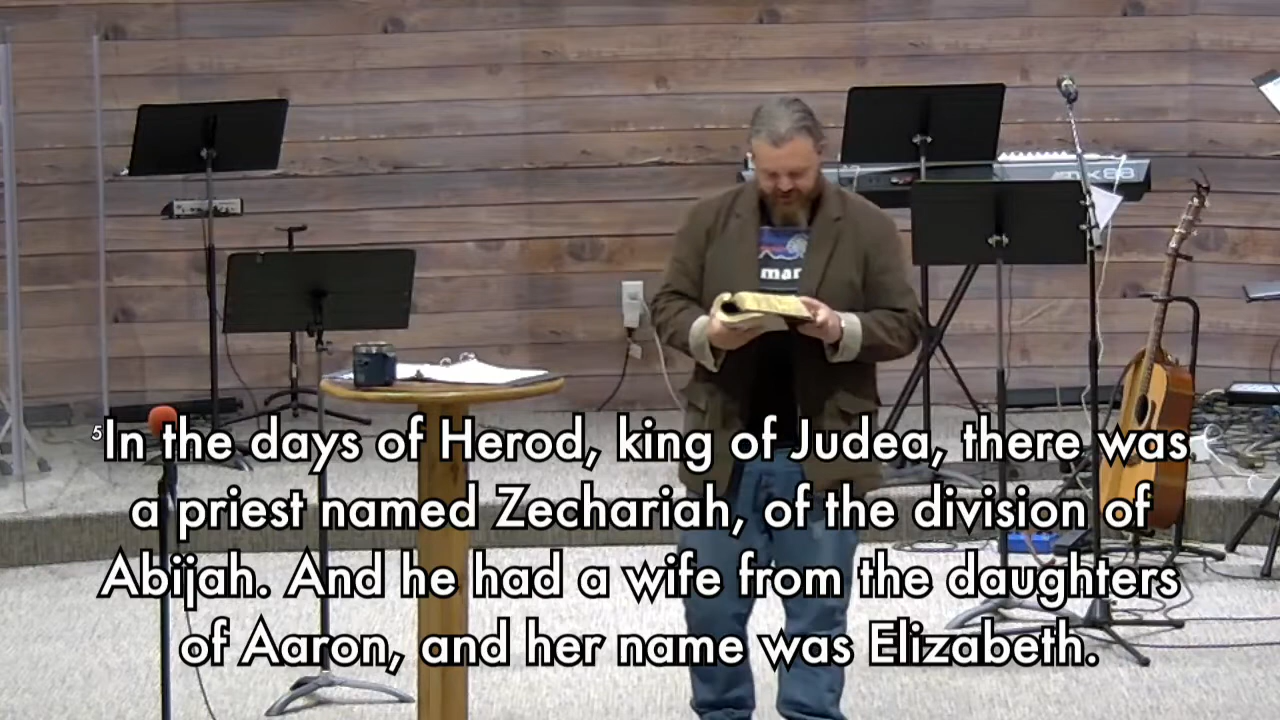 mar
⁵In the days of Herod, king of Judea, there was
a priest named Zechariah, of the division of
Abijah. And he had a wife from the daughters
of Aaron, and her name was Elizabeth.